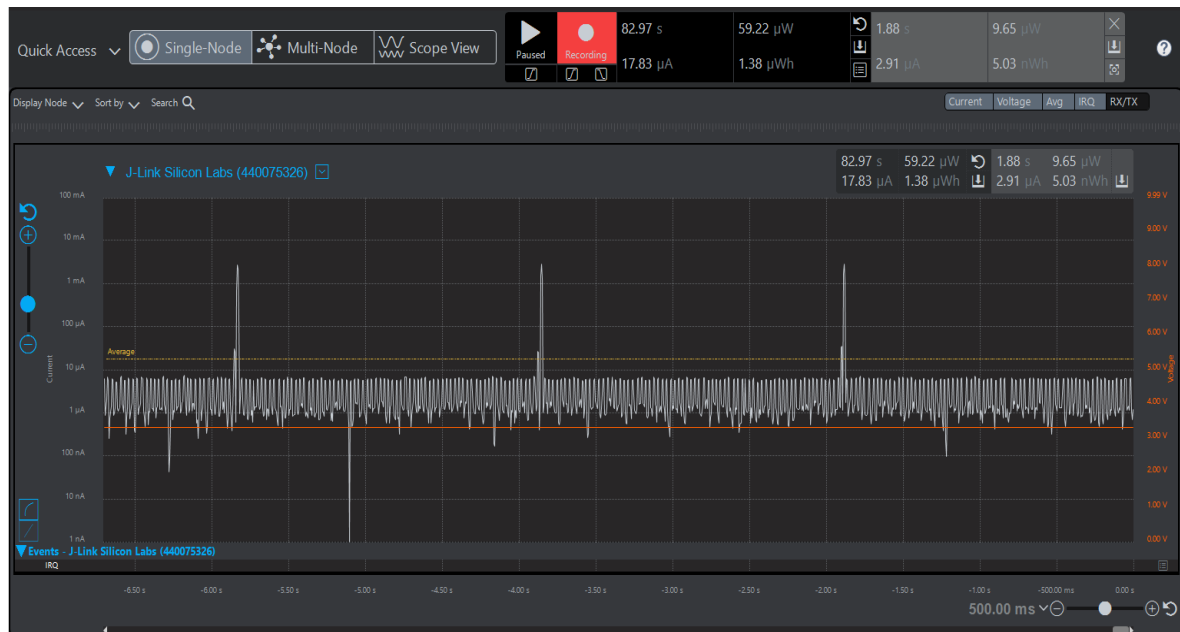 Quick Access Single-Node Multi-Node Scope View
Paused Recording
82.97 s 59.22 µW
17.83 µA 1.38 µWh
1.88 s 9.65 µW
2.91 µA 5.03 nWh
?
Display Node Sort by Search
Current Voltage Avg IRQ RX/TX
J-Link Silicon Labs (440075326)
82.97 s 59.22 µW 1.88 s 9.65 µW
17.83 µA 1.38 µWh 2.91 µA 5.03 nWh
100 mA
10 mA
1 mA
100 µA
10 µA
1 µA
100 nA
10 nA
1 nA
Current
Average
9.99 V
9.00 V
8.00 V
7.00 V
6.00 V
5.00 V
4.00 V
3.00 V
2.00 V
1.00 V
0.00 V
Voltage
Events - J-Link Silicon Labs (440075326)
IRQ
-6.50 s -6.00 s -5.50 s -5.00 s -4.50 s -4.00 s -3.50 s -3.00 s -2.50 s -2.00 s -1.50 s -1.00 s -500.00 ms 0.00 s
500.00 ms